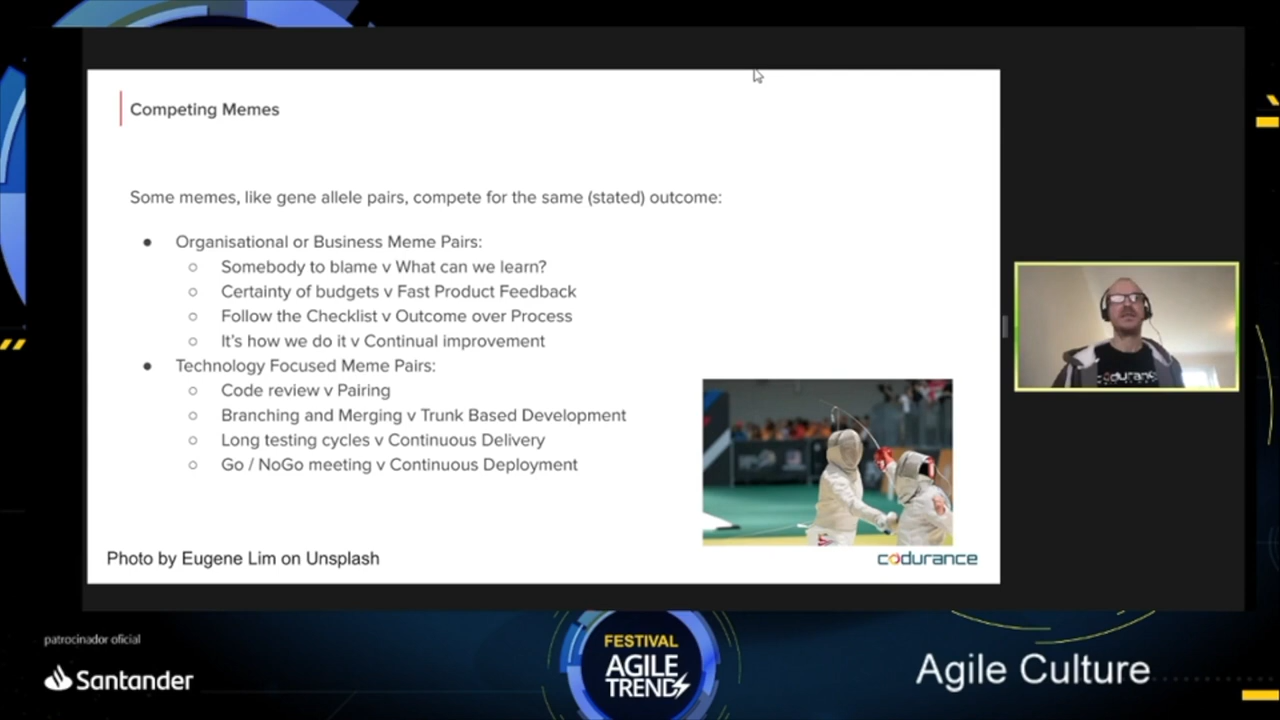 Competing Memes
Some memes, like gene allele pairs, compete for the same (stated) outcome:
● Organisational or Business Meme Pairs:
○ Somebody to blame v What can we learn?
○ Certainty of budgets v Fast Product Feedback
○ Follow the Checklist v Outcome over Process
○ It's how we do it v Continual improvement
● Technology Focused Meme Pairs:
○ Code review v Pairing
○ Branching and Merging v Trunk Based Development
○ Long testing cycles v Continuous Delivery
○ Go / NoGo meeting v Continuous Deployment
Photo by Eugene Lim on Unsplash
codurance
codurance
patrocinador oficial
Santander
FESTIVAL
AGILE
TRENDS
Agile Culture